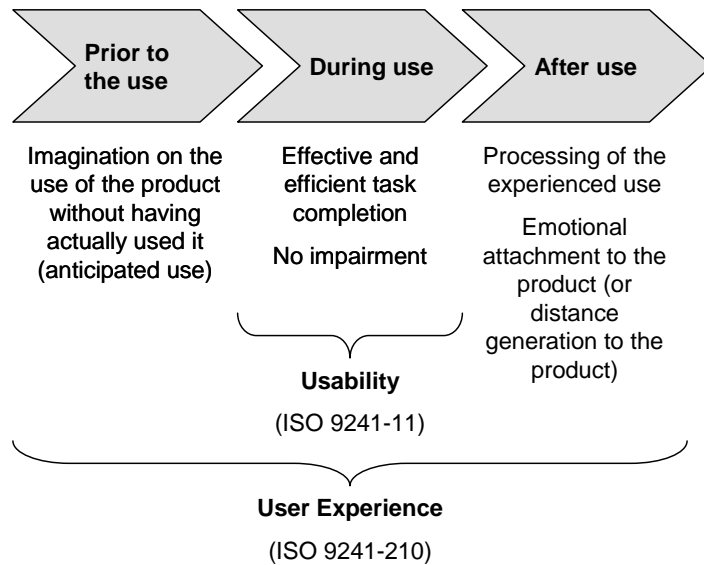 Prior to
the use
During use
After use
Imagination on the
use of the product
without having
actually used it
(anticipated use)
Effective and
efficient task
completion
No impairment
Processing of the
experienced use
Emotional
attachment to the
product (or
distance
generation to the
product)
Usability
(ISO 9241-11)
User Experience
(ISO 9241-210)